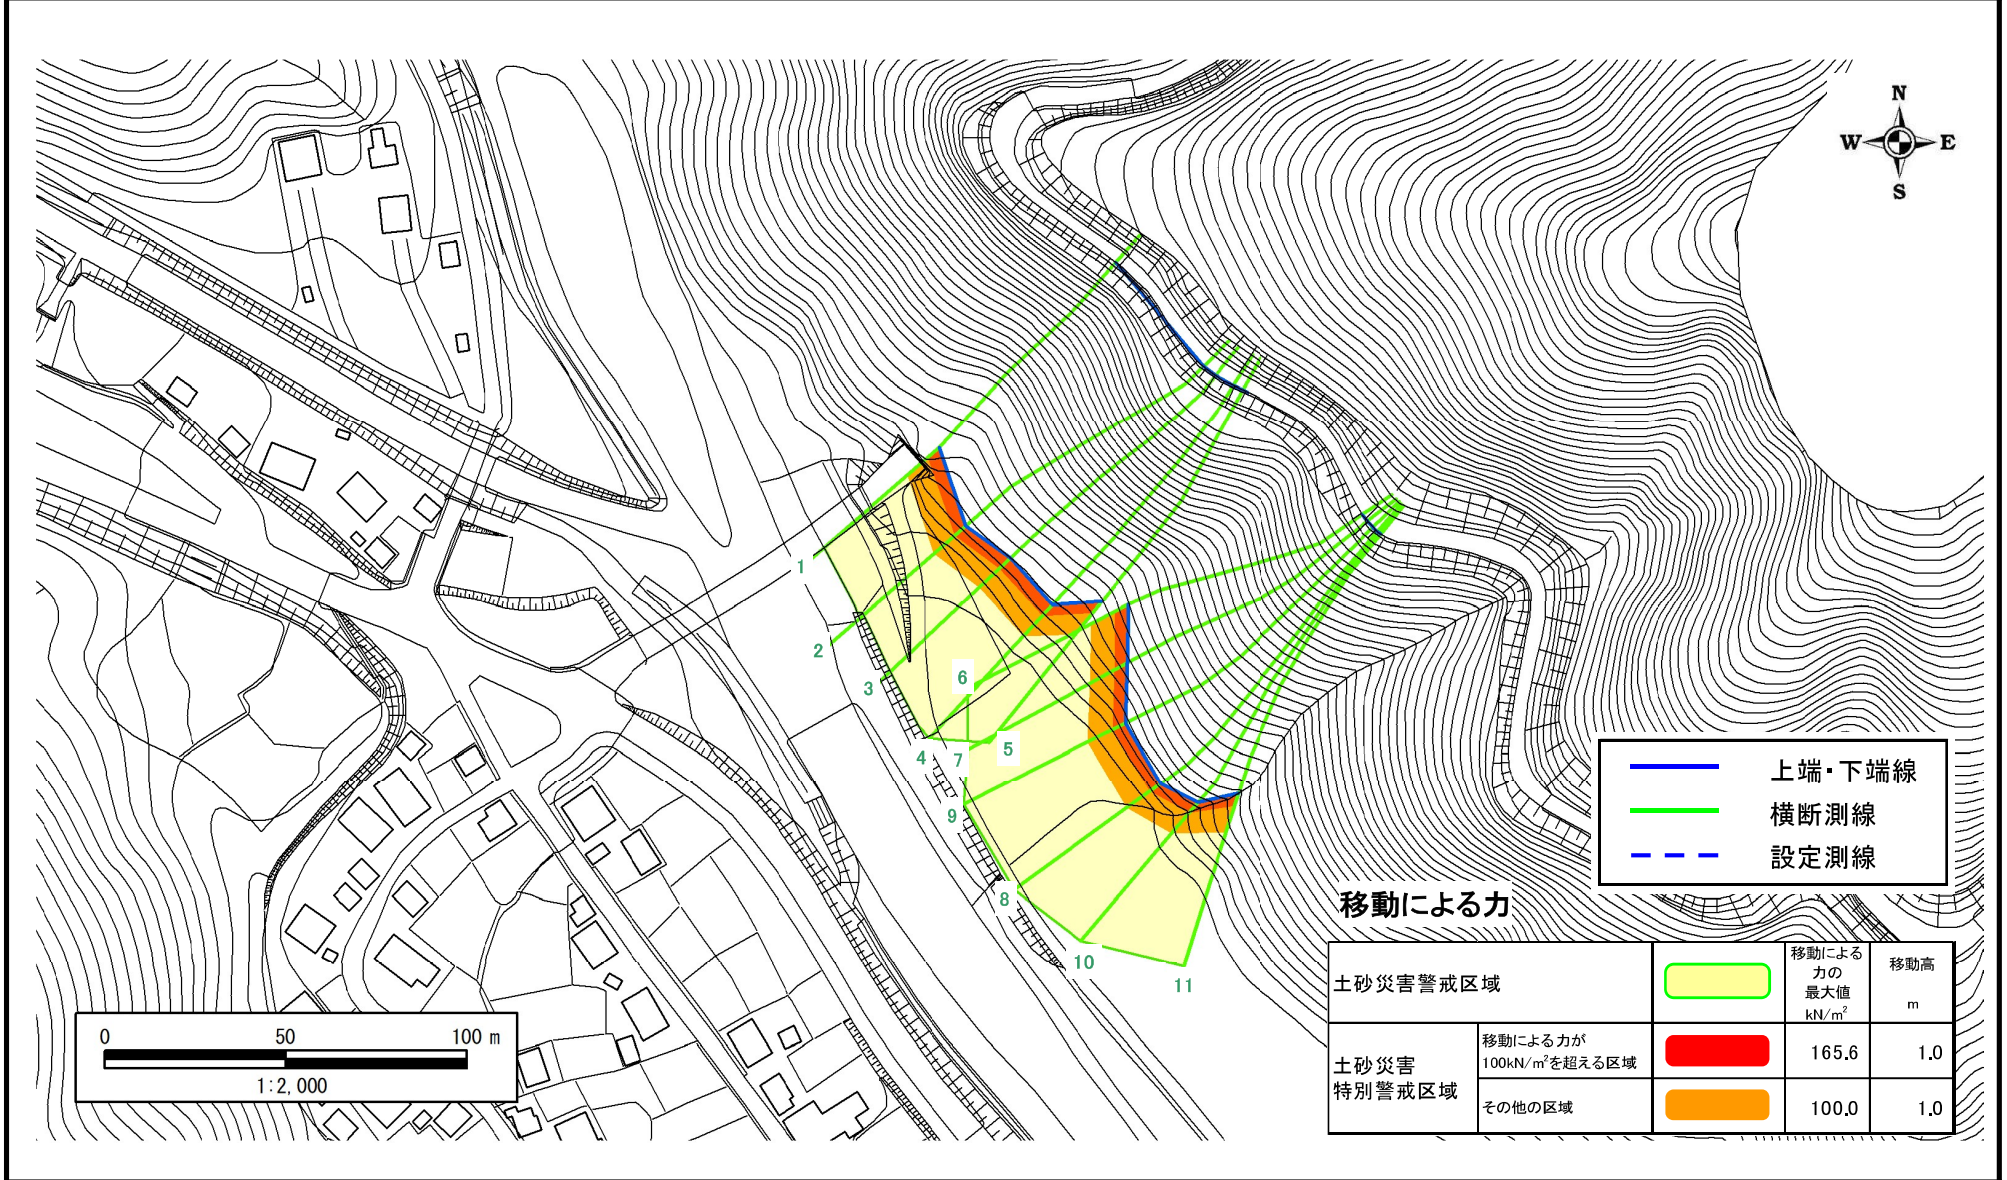 N
W E
S
1
2
3
6
4
7
5
9
8
10
11
上端・下端線
横断測線
設定測線
移動による力
土砂災害警戒区域
移動による
力の
最大値
kN/m²
移動高
m
土砂災害
特別警戒区域
移動による力が
100kN/m²を超える区域
165.6
1.0
その他の区域
100.0
1.0
0 50 100 m
1:2,000